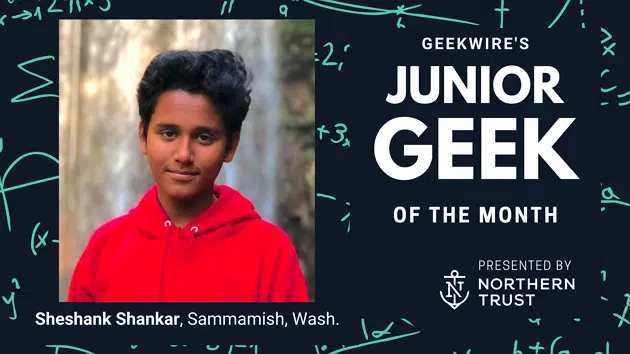 GEEKWIRE'S
JUNIOR
GEEK
OF THE MONTH
PRESENTED BY
NORTHERN
TRUST
Sheshank Shankar, Sammamish, Wash.